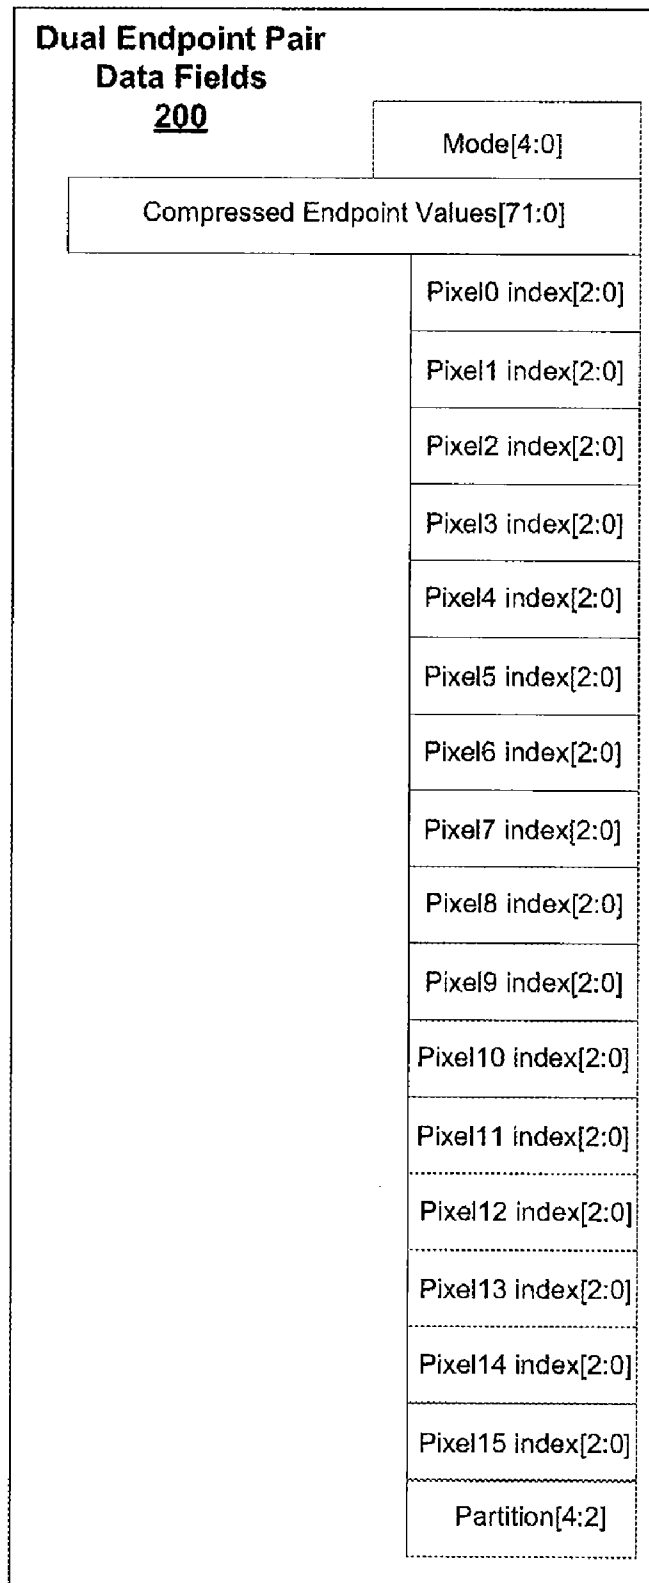 Dual Endpoint Pair
Data Fields
200
Mode[4:0]
Compressed Endpoint Values[71:0]
Pixel0 index[2:0]
Pixel1 index[2:0]
Pixel2 index[2:0]
Pixel3 index[2:0]
Pixel4 index[2:0]
Pixel5 index[2:0]
Pixel6 index[2:0]
Pixel7 index[2:0]
Pixel8 index[2:0]
Pixel9 index[2:0]
Pixel10 index[2:0]
Pixel11 index[2:0]
Pixel12 index[2:0]
Pixel13 index[2:0]
Pixel14 index[2:0]
Pixel15 index[2:0]
Partition[4:2]